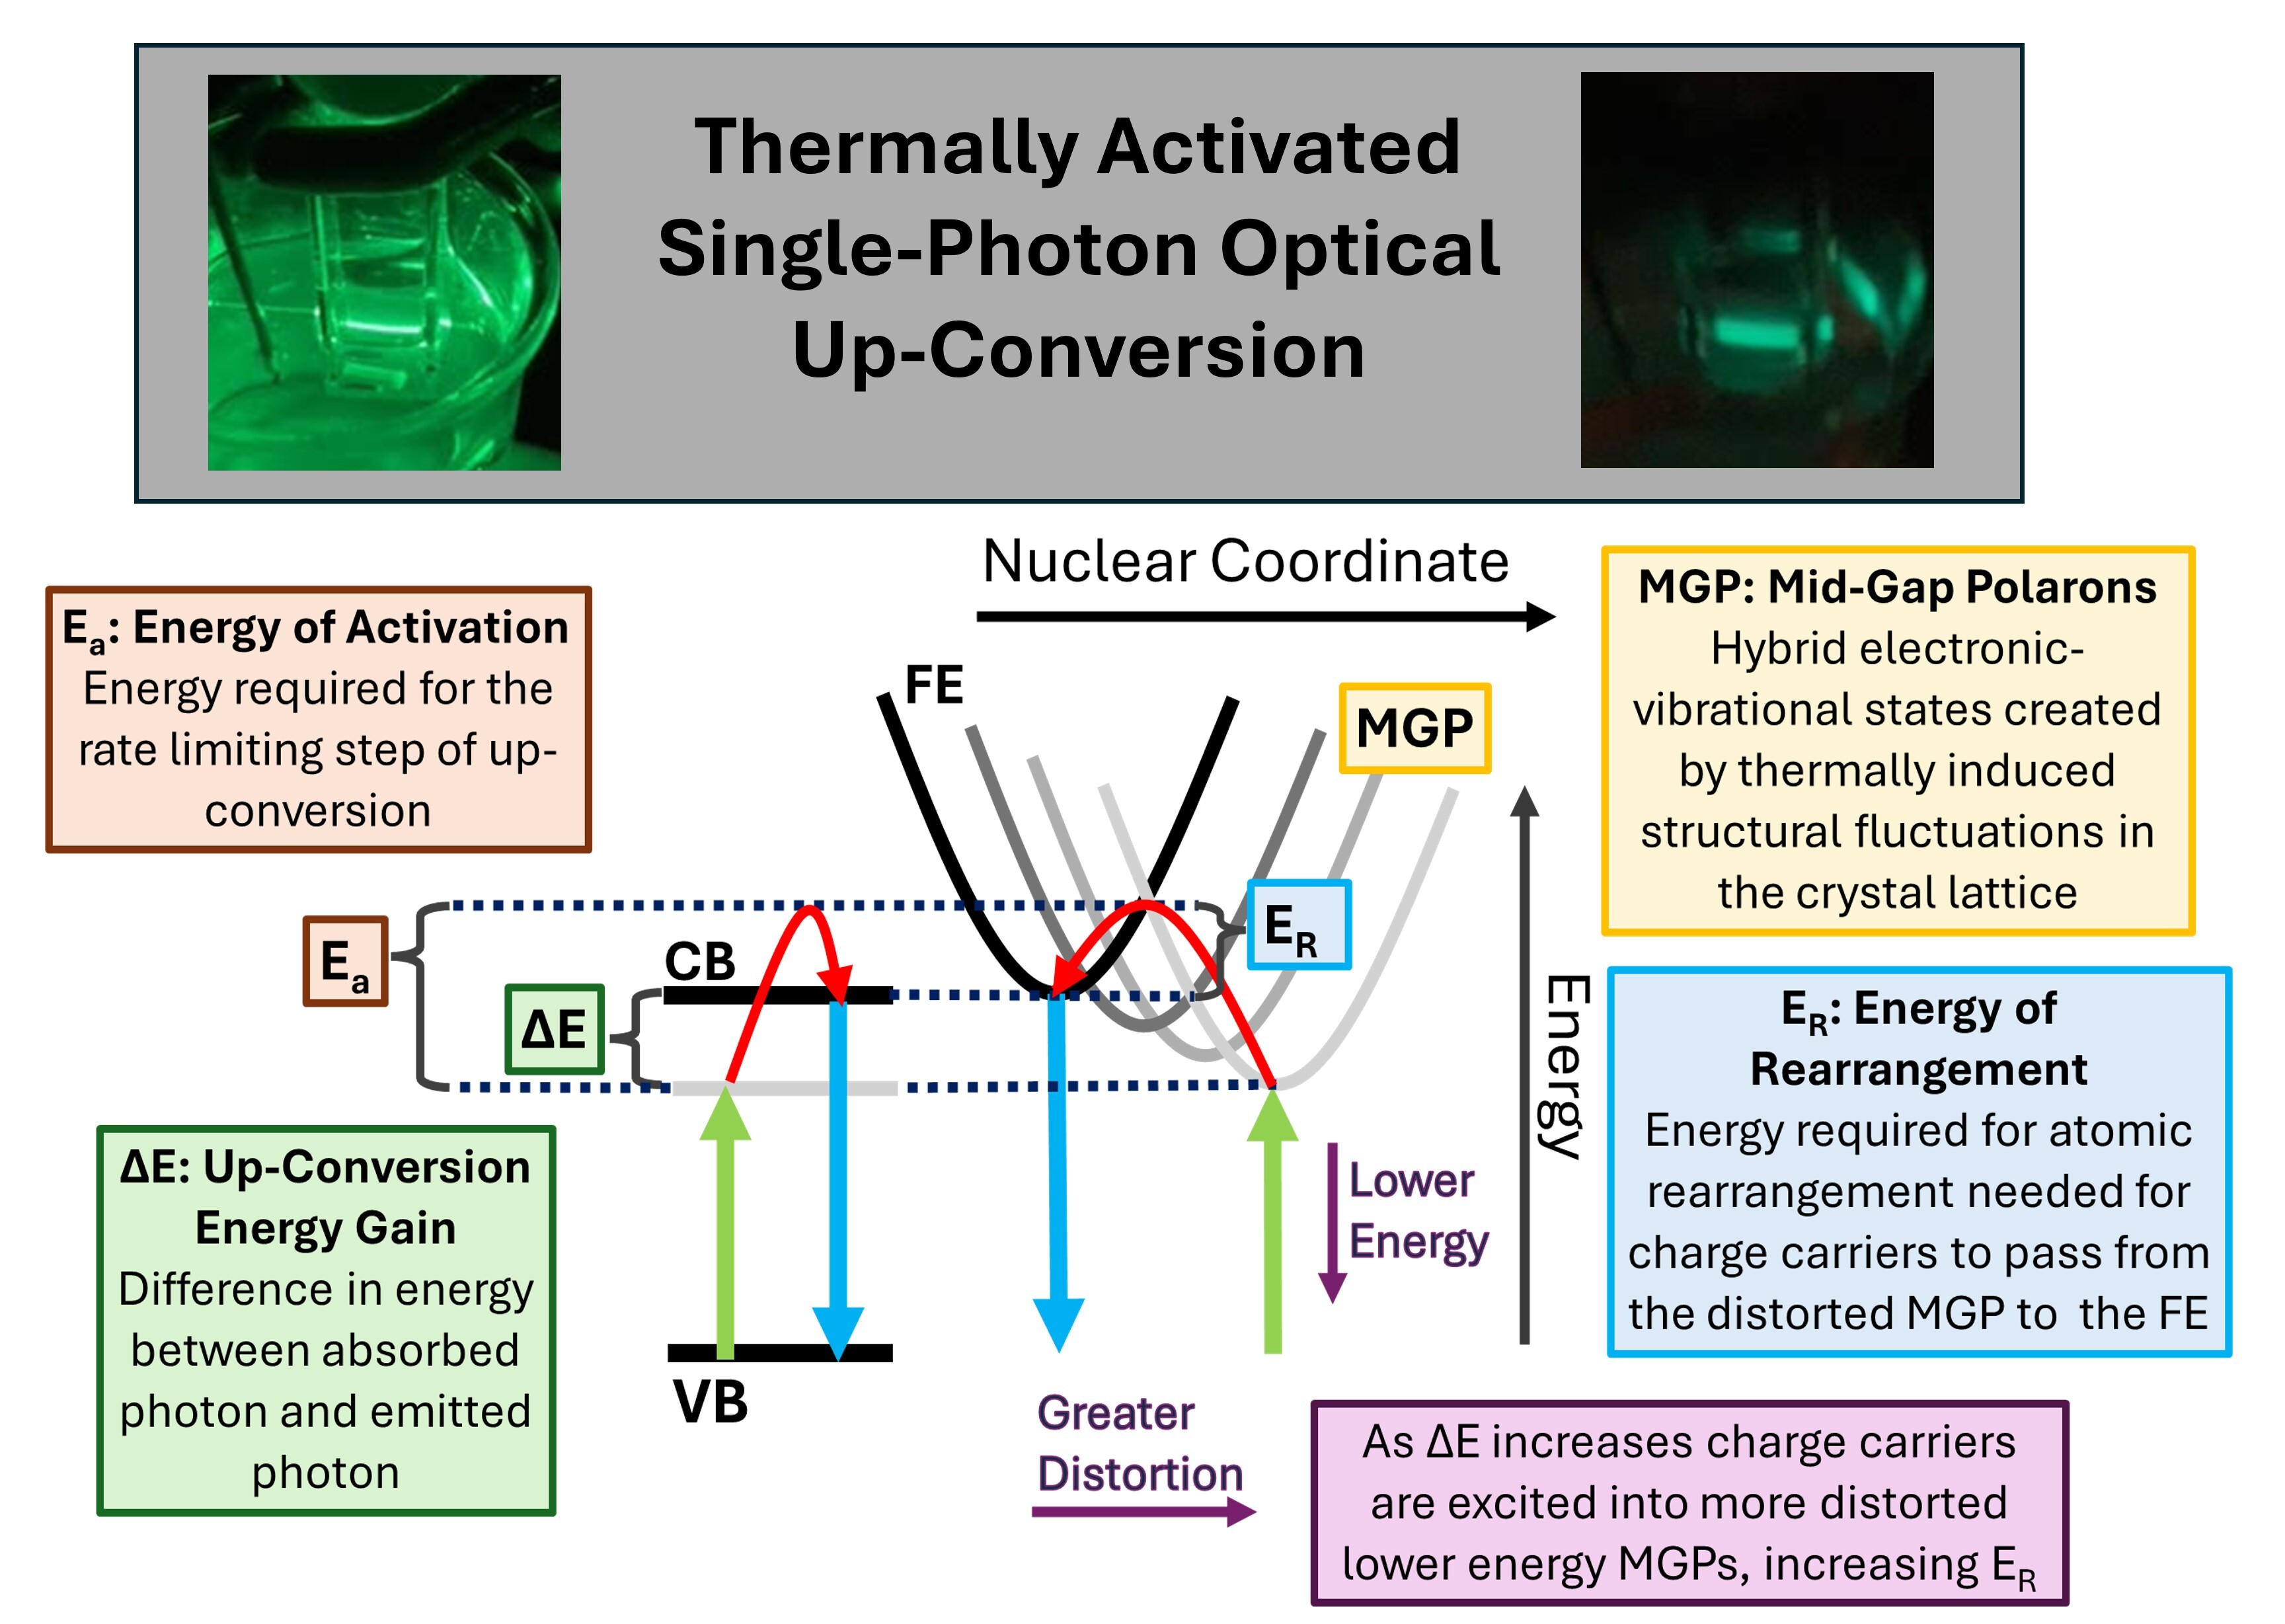 Thermally Activated
Single-Photon Optical
Up-Conversion
Nuclear Coordinate
Eₐ: Energy of Activation
Energy required for the
rate limiting step of up-
conversion
MGP: Mid-Gap Polarons
Hybrid electronic-
vibrational states created
by thermally induced
structural fluctuations in
the crystal lattice
FE
MGP
Eₐ
CB
ΔE
E_R
Energy
E_R: Energy of
Rearrangement
Energy required for atomic
rearrangement needed for
charge carriers to pass from
the distorted MGP to the FE
ΔE: Up-Conversion
Energy Gain
Difference in energy
between absorbed
photon and emitted
photon
Lower
Energy
VB
Greater
Distortion
As ΔE increases charge carriers
are excited into more distorted
lower energy MGPs, increasing E_R